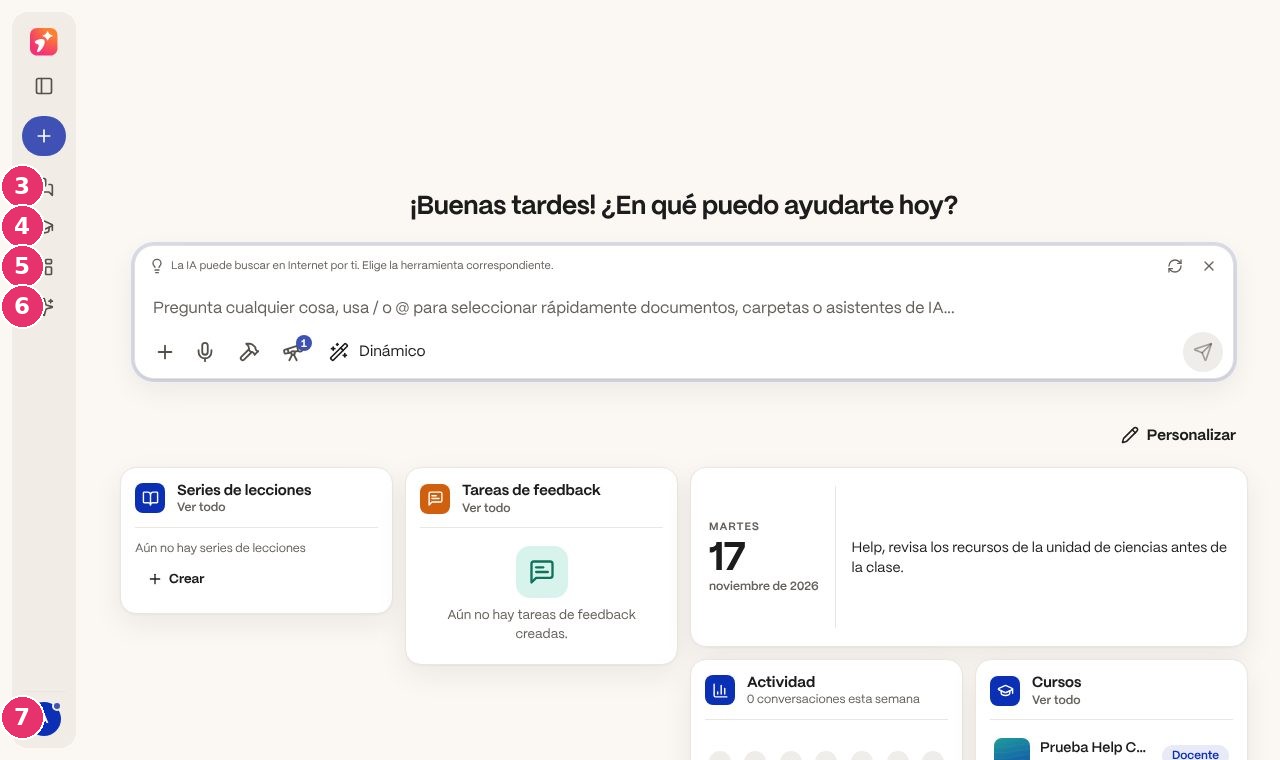 3
4
5
6
7
¡Buenas tardes! ¿En qué puedo ayudarte hoy?
La IA puede buscar en Internet por ti. Elige la herramienta correspondiente.
Pregunta cualquier cosa, usa / o @ para seleccionar rápidamente documentos, carpetas o asistentes de IA...
1
Dinámico
Personalizar
Series de lecciones
Ver todo
Aún no hay series de lecciones
Crear
Tareas de feedback
Ver todo
Aún no hay tareas de feedback
creadas.
MARTES
17
noviembre de 2026
Help, revisa los recursos de la unidad de ciencias antes de
la clase.
Actividad
0 conversaciones esta semana
Cursos
Ver todo
Prueba Help C...
Docente